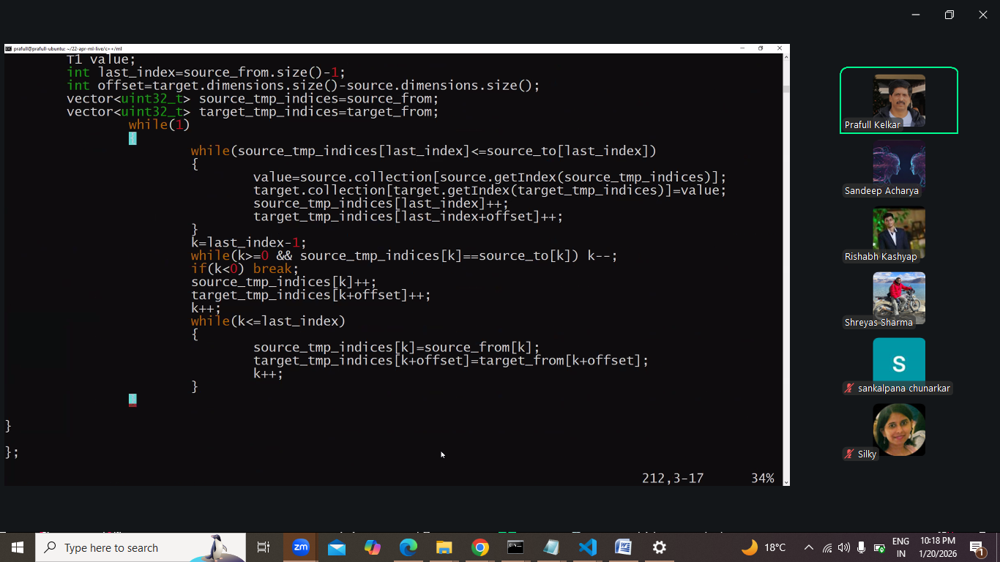 prafull@prafull-ubuntu: ~/22-apr-ml-live/c++/ml
T1 value;
int last_index=source_from.size()-1;
int offset=target.dimensions.size()-source.dimensions.size();
vector<uint32_t> source_tmp_indices=source_from;
vector<uint32_t> target_tmp_indices=target_from;
while(1)
{
while(source_tmp_indices[last_index]<=source_to[last_index])
{
value=source.collection[source.getIndex(source_tmp_indices)];
target.collection[target.getIndex(target_tmp_indices)]=value;
source_tmp_indices[last_index]++;
target_tmp_indices[last_index+offset]++;
}
k=last_index-1;
while(k>=0 && source_tmp_indices[k]==source_to[k]) k--;
if(k<0) break;
source_tmp_indices[k]++;
target_tmp_indices[k+offset]++;
k++;
while(k<=last_index)
{
source_tmp_indices[k]=source_from[k];
target_tmp_indices[k+offset]=target_from[k+offset];
k++;
}
}
};
212,3-17 34%
Prafull Kelkar
Sandeep Acharya
Rishabh Kashyap
Shreyas Sharma
S
sankalpana chunarkar
Silky
Type here to search
zm
18°C
ENG
IN
10:18 PM
1/20/2026
1